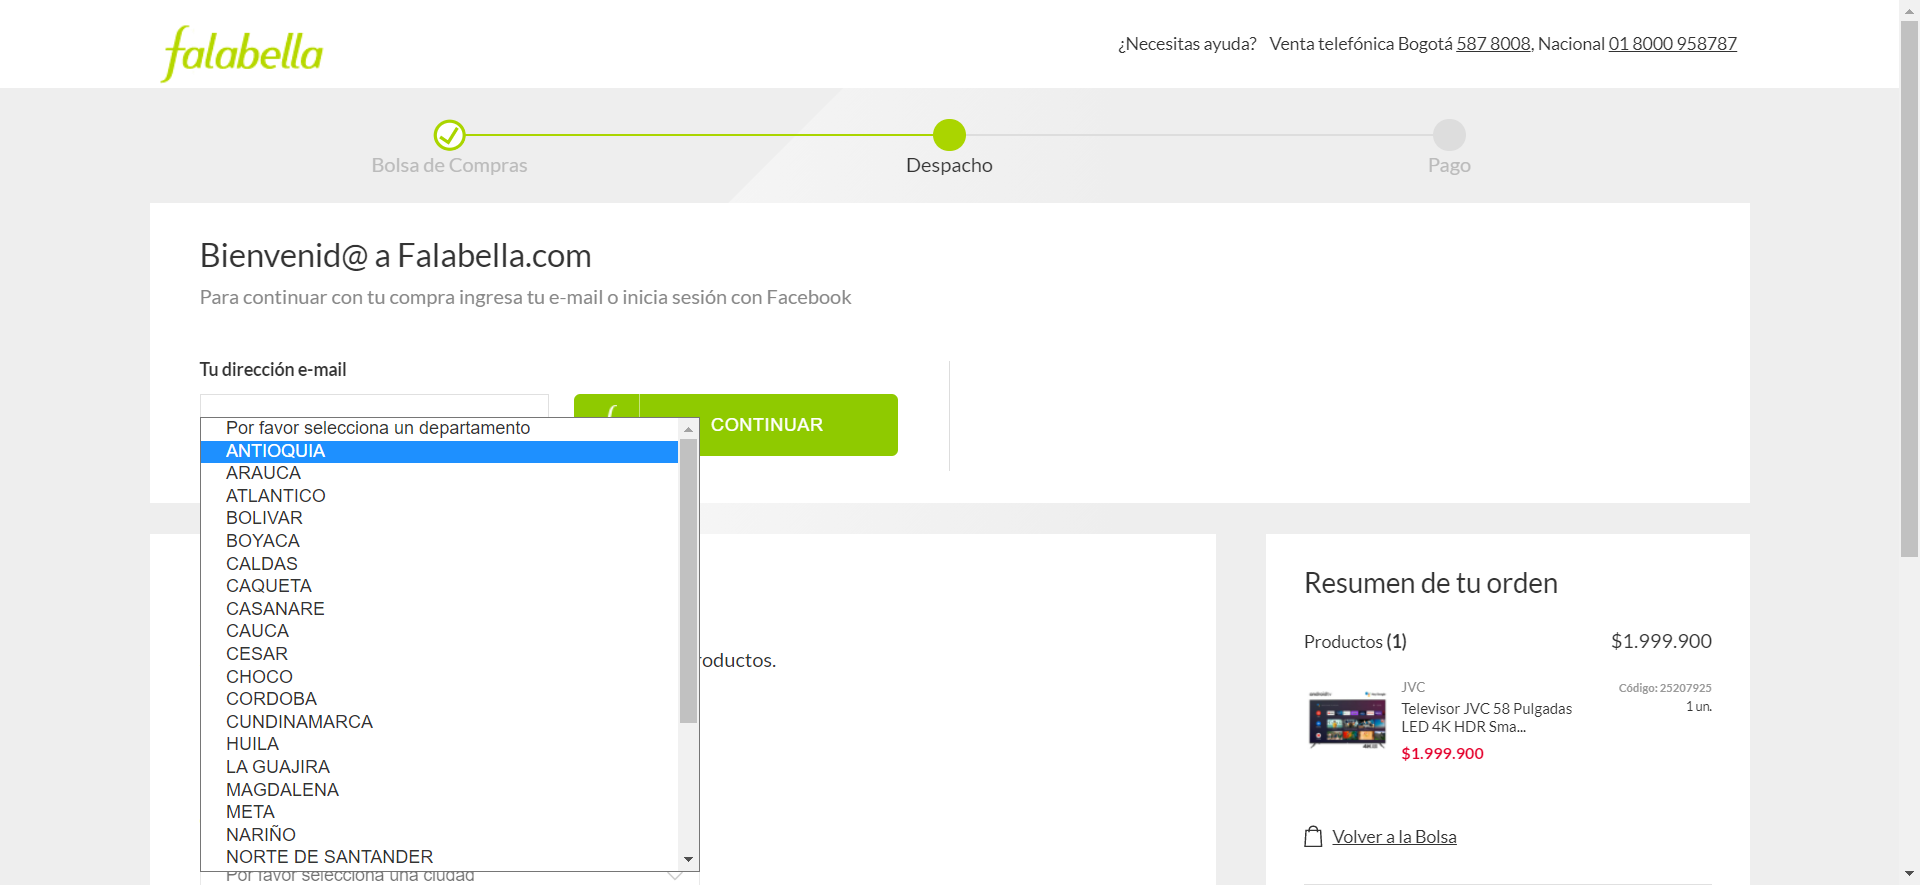 falabella
¿Necesitas ayuda? Venta telefónica Bogotá 587 8008, Nacional 01 8000 958787
Bolsa de Compras
Despacho
Pago
Bienvenid@ a Falabella.com
Para continuar con tu compra ingresa tu e-mail o inicia sesión con Facebook
Tu dirección e-mail
CONTINUAR
Por favor selecciona un departamento
ANTIOQUIA
ARAUCA
ATLANTICO
BOLIVAR
BOYACA
CALDAS
CAQUETA
CASANARE
CAUCA
CESAR
CHOCO
CORDOBA
CUNDINAMARCA
HUILA
LA GUAJIRA
MAGDALENA
META
NARIÑO
NORTE DE SANTANDER
Por favor selecciona una ciudad
roductos.
Resumen de tu orden
Productos (1) $1.999.900
JVC
Código: 25207925
Televisor JVC 58 Pulgadas
1 un.
LED 4K HDR Sma...
$1.999.900
Volver a la Bolsa